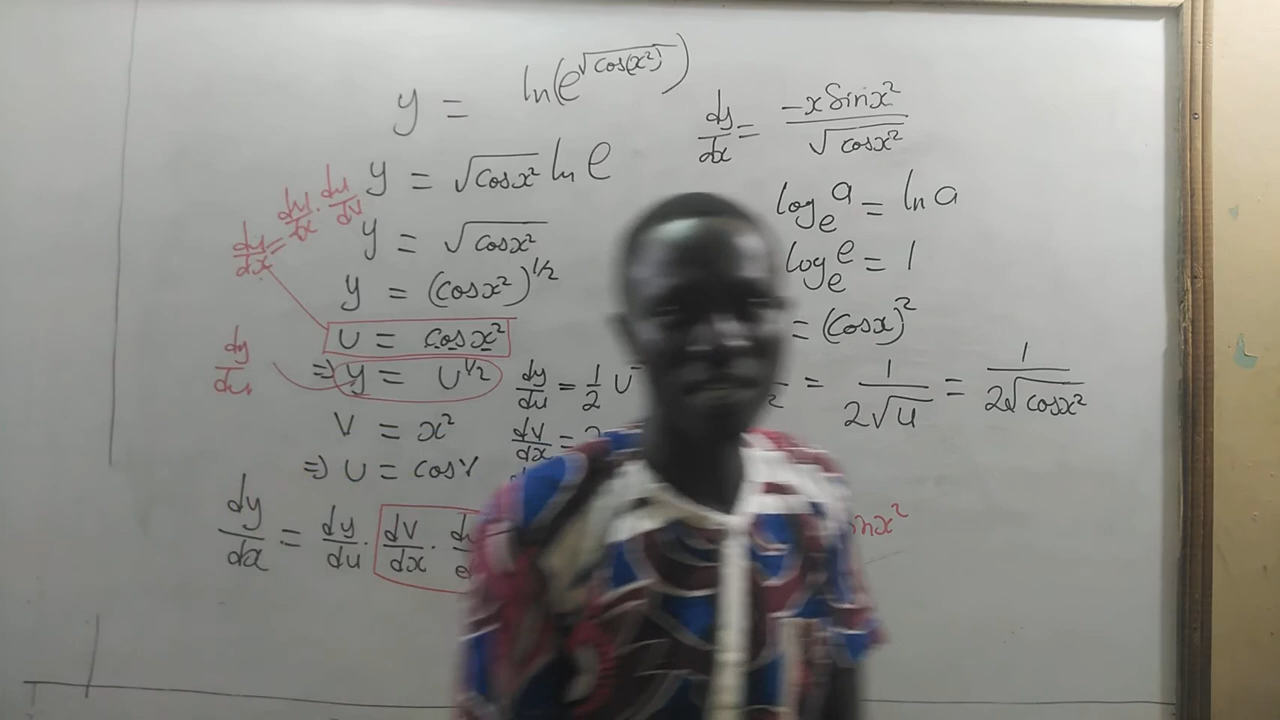 y = ln(e^√cos(x²))
dy/dx = -x Sin x²/√cos x²
y = √cos x² ln e
log_e a = ln a
dy/dx = du/dx · du/dv
y = √cos x²
log_e e = 1
y = (cos x²)^1/2
= (cos x)²
u = cos x²
dy/du
⇒ y = u^1/2
dy/du = 1/2 u^-
= 1/2√u = 1/2√cos x²
v = x²
dv/dx =
⇒ u = cos v
dy/dx = dy/du · dv/dx ·
inx²